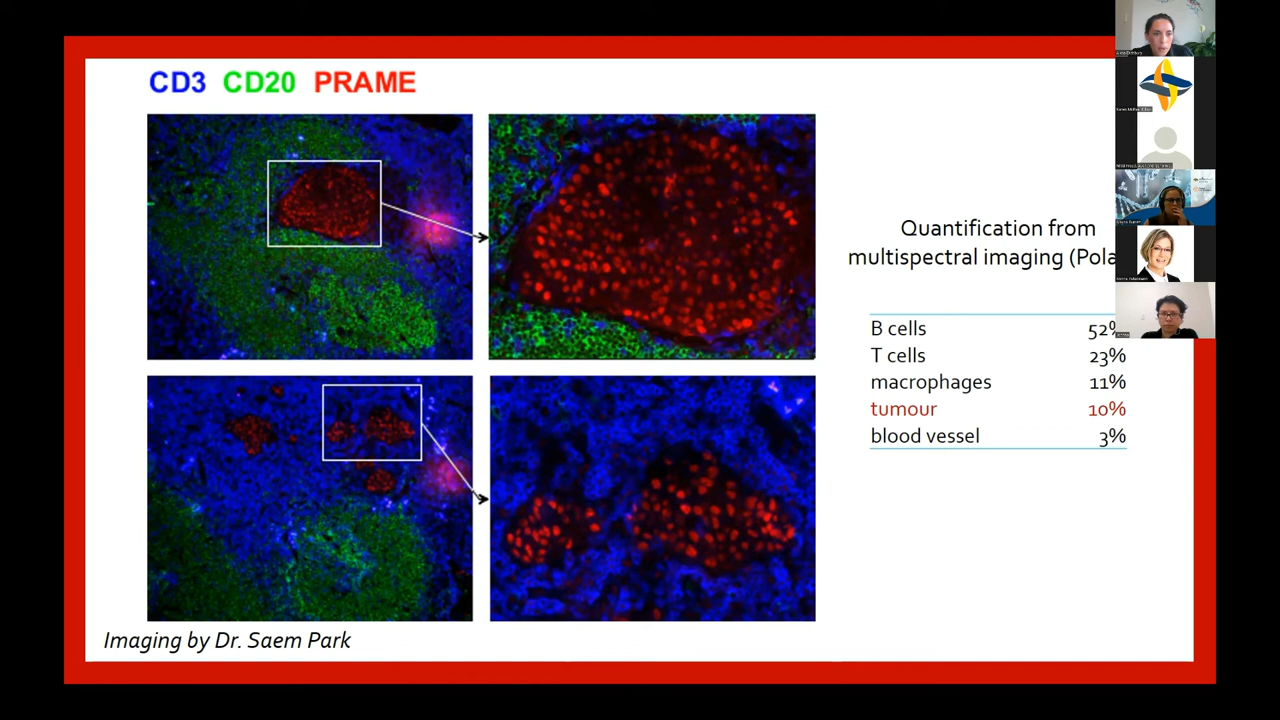 CD3 CD20 PRAME
Quantification from
multispectral imaging (Pola
B cells 52%
T cells 23%
macrophages 11%
tumour 10%
blood vessel 3%
Imaging by Dr. Saem Park